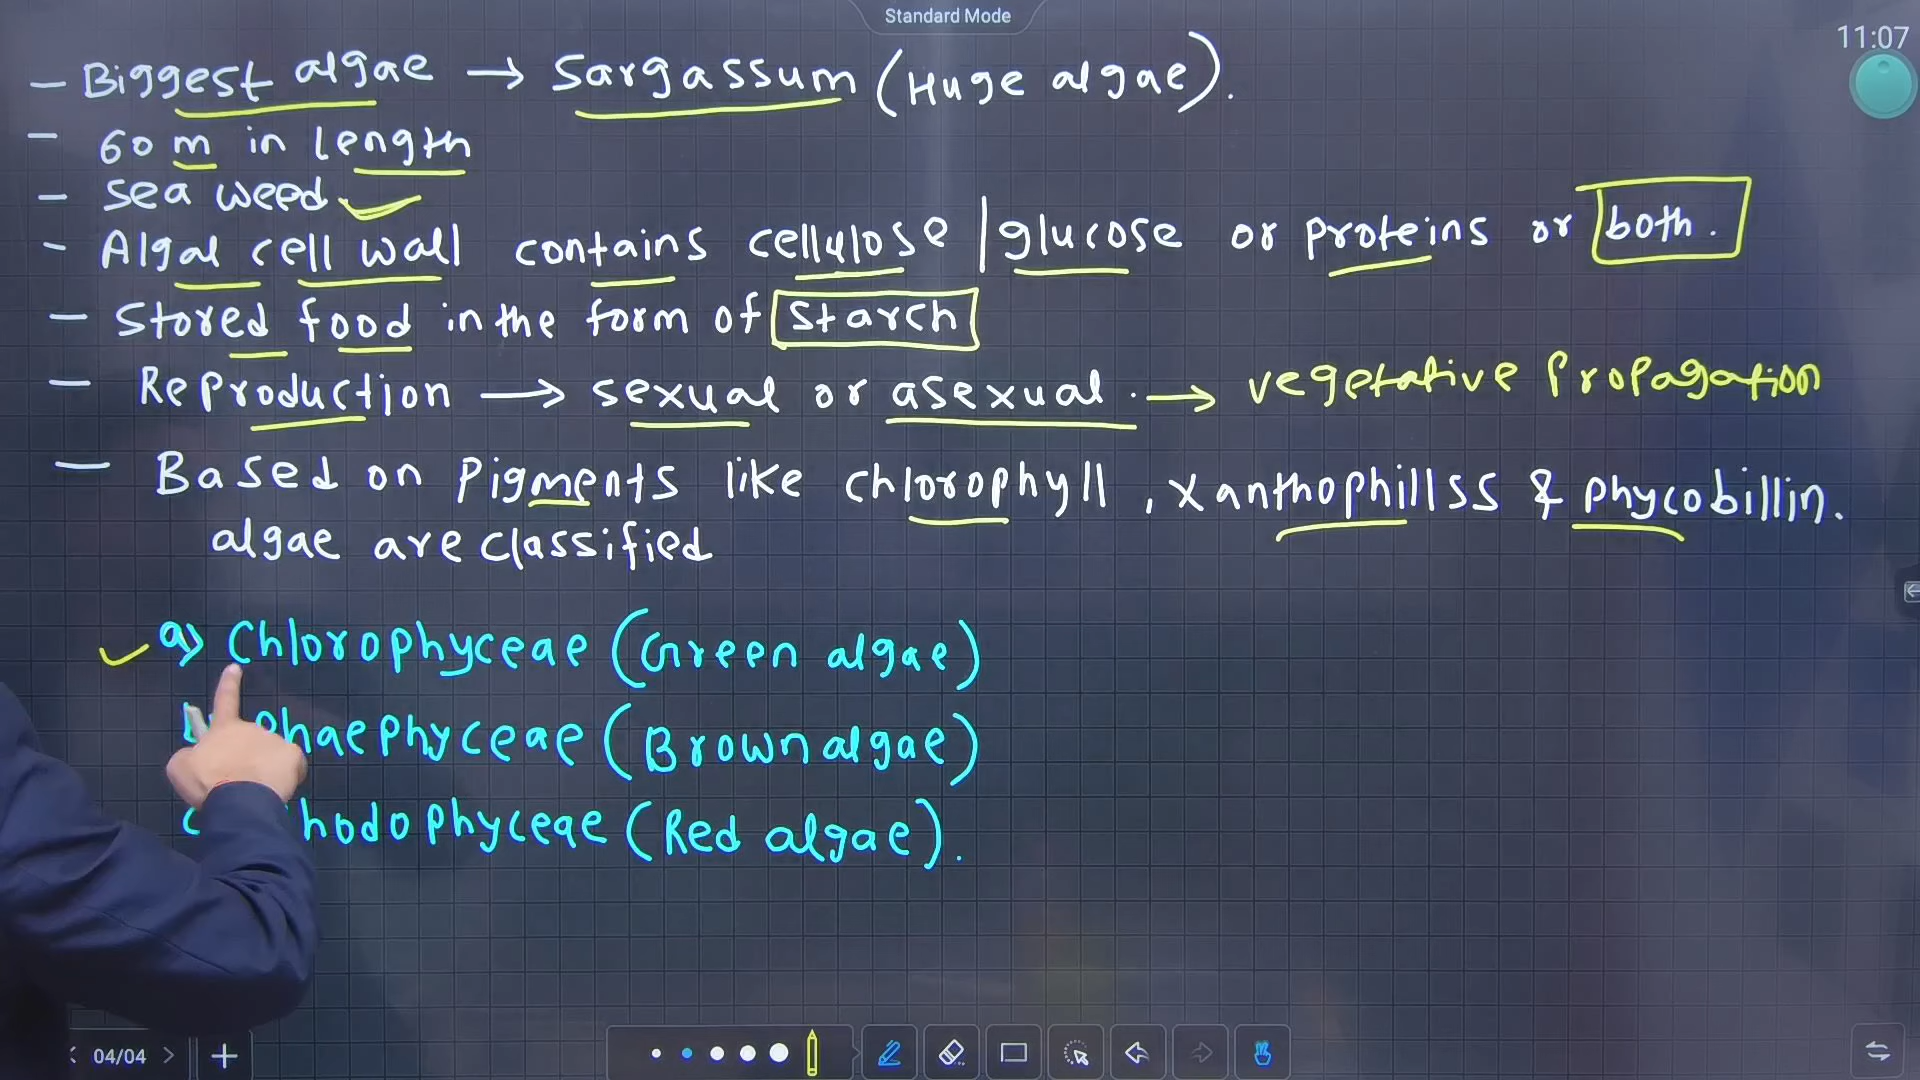 Standard Mode
11:07
- Biggest algae → Sargassum (Huge algae).
- 60 m in length
- Sea weed
- Algal cell wall contains cellulose | glucose or proteins or both.
- Stored food in the form of starch
- Reproduction → sexual or asexual. → vegetative Propagation
- Based on Pigments like chlorophyll, xanthophillss & phycobillin.
algae are classified
a) Chlorophyceae (Green algae)
b) Phaephyceae (Brown algae)
hodophyceae (Red algae).
04/04